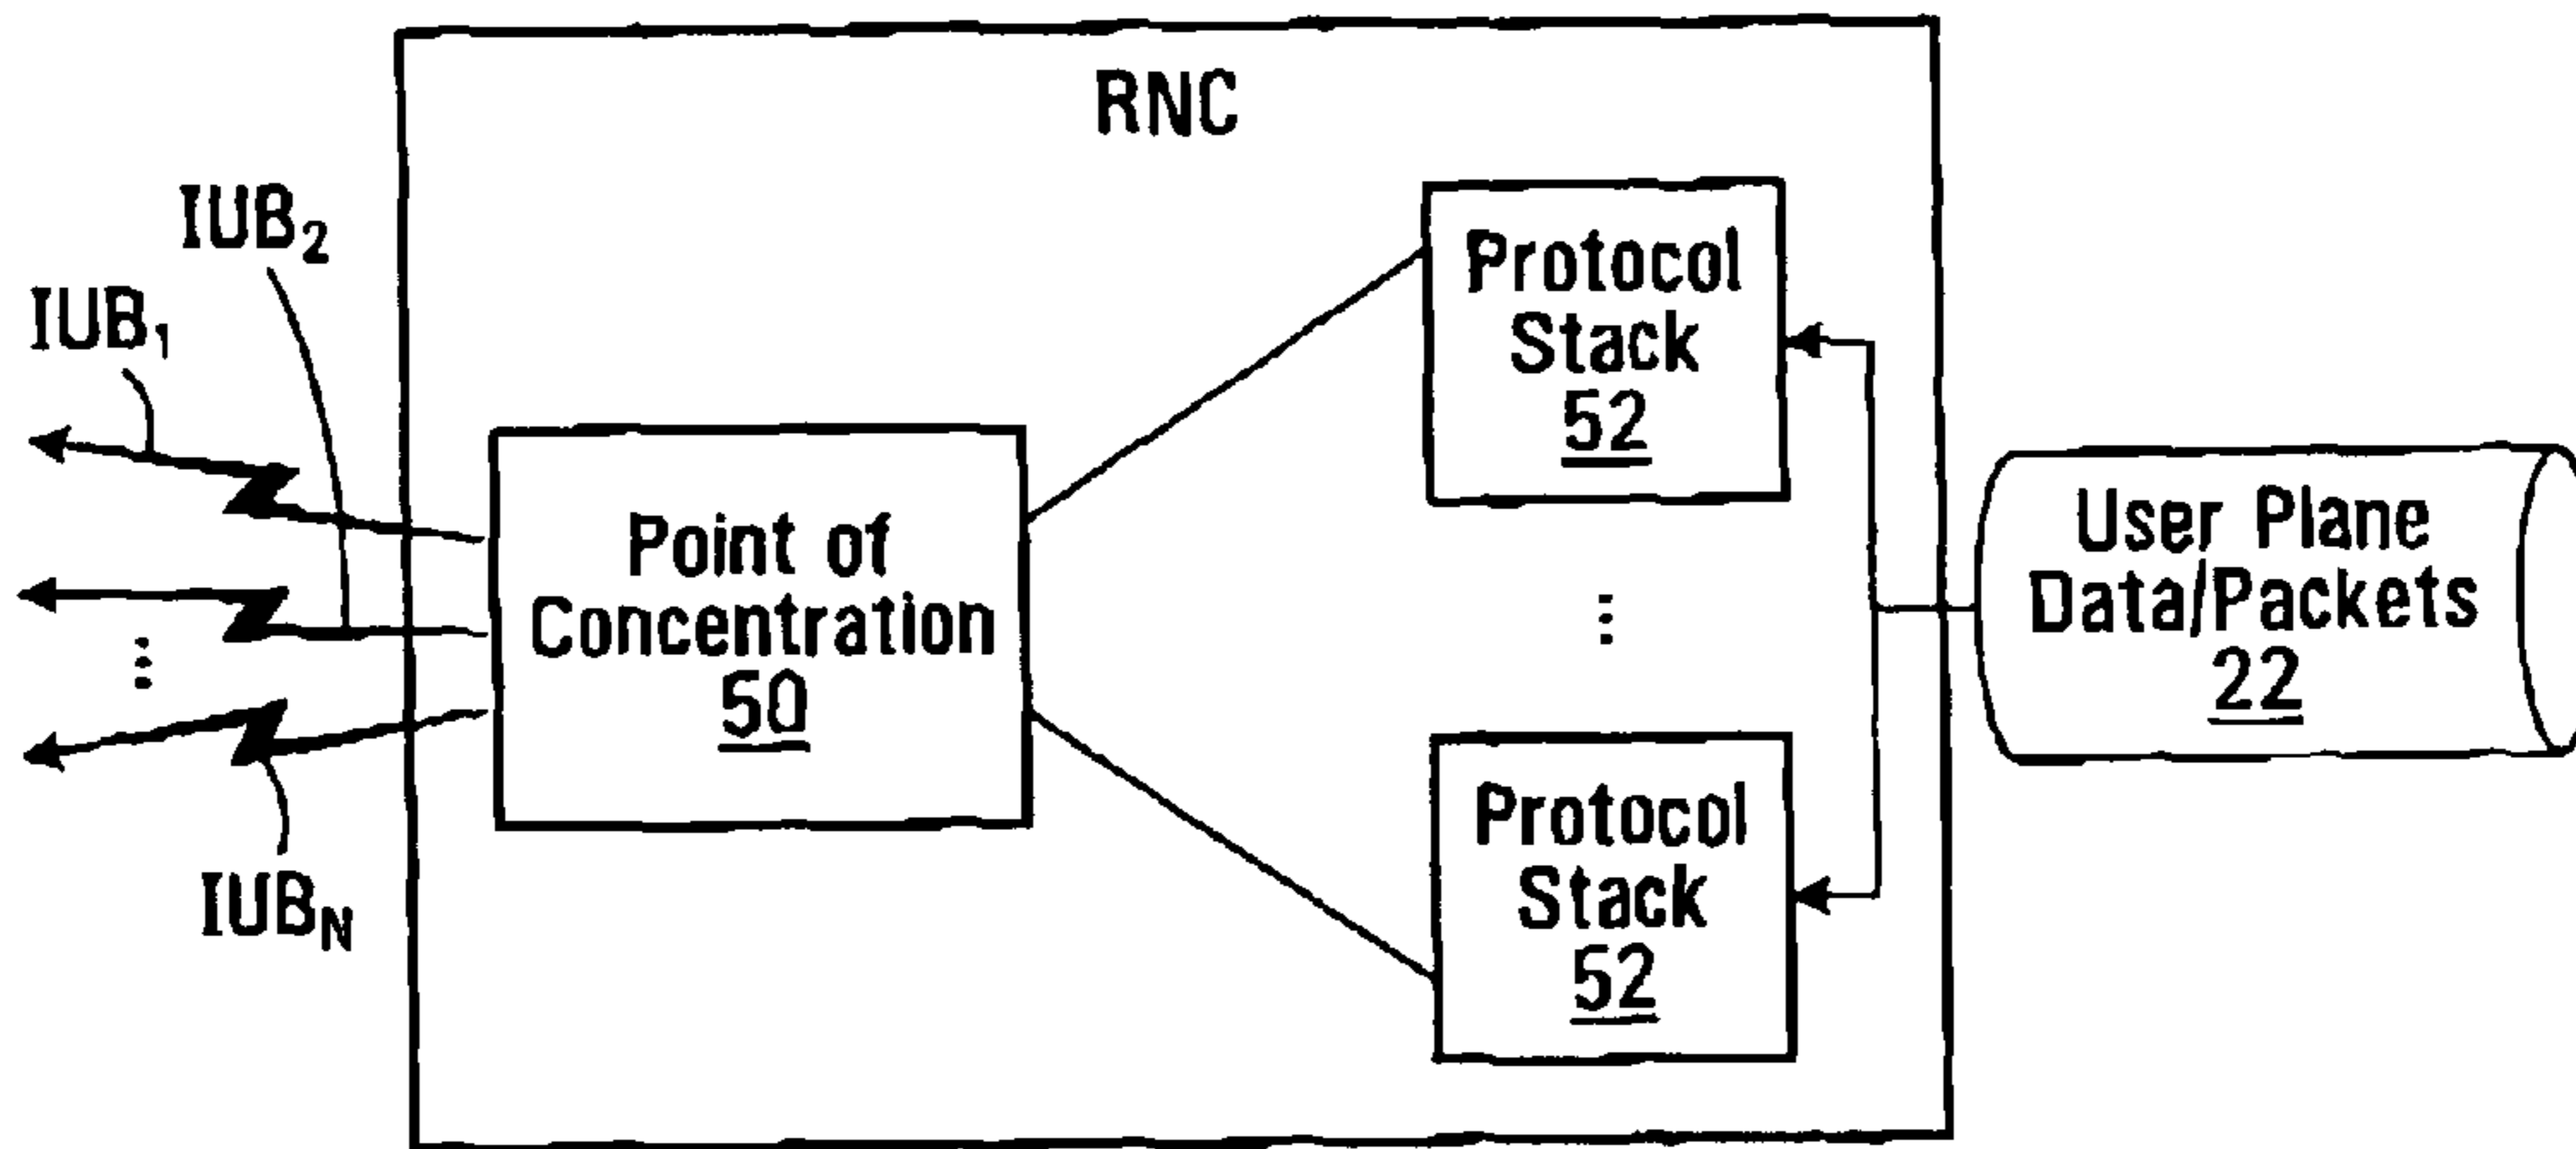 RNC
IUB₂
IUB₁
Protocol
Stack
52
Point of
Concentration
50
...
...
User Plane
Data/Packets
22
Protocol
Stack
52
IUBN